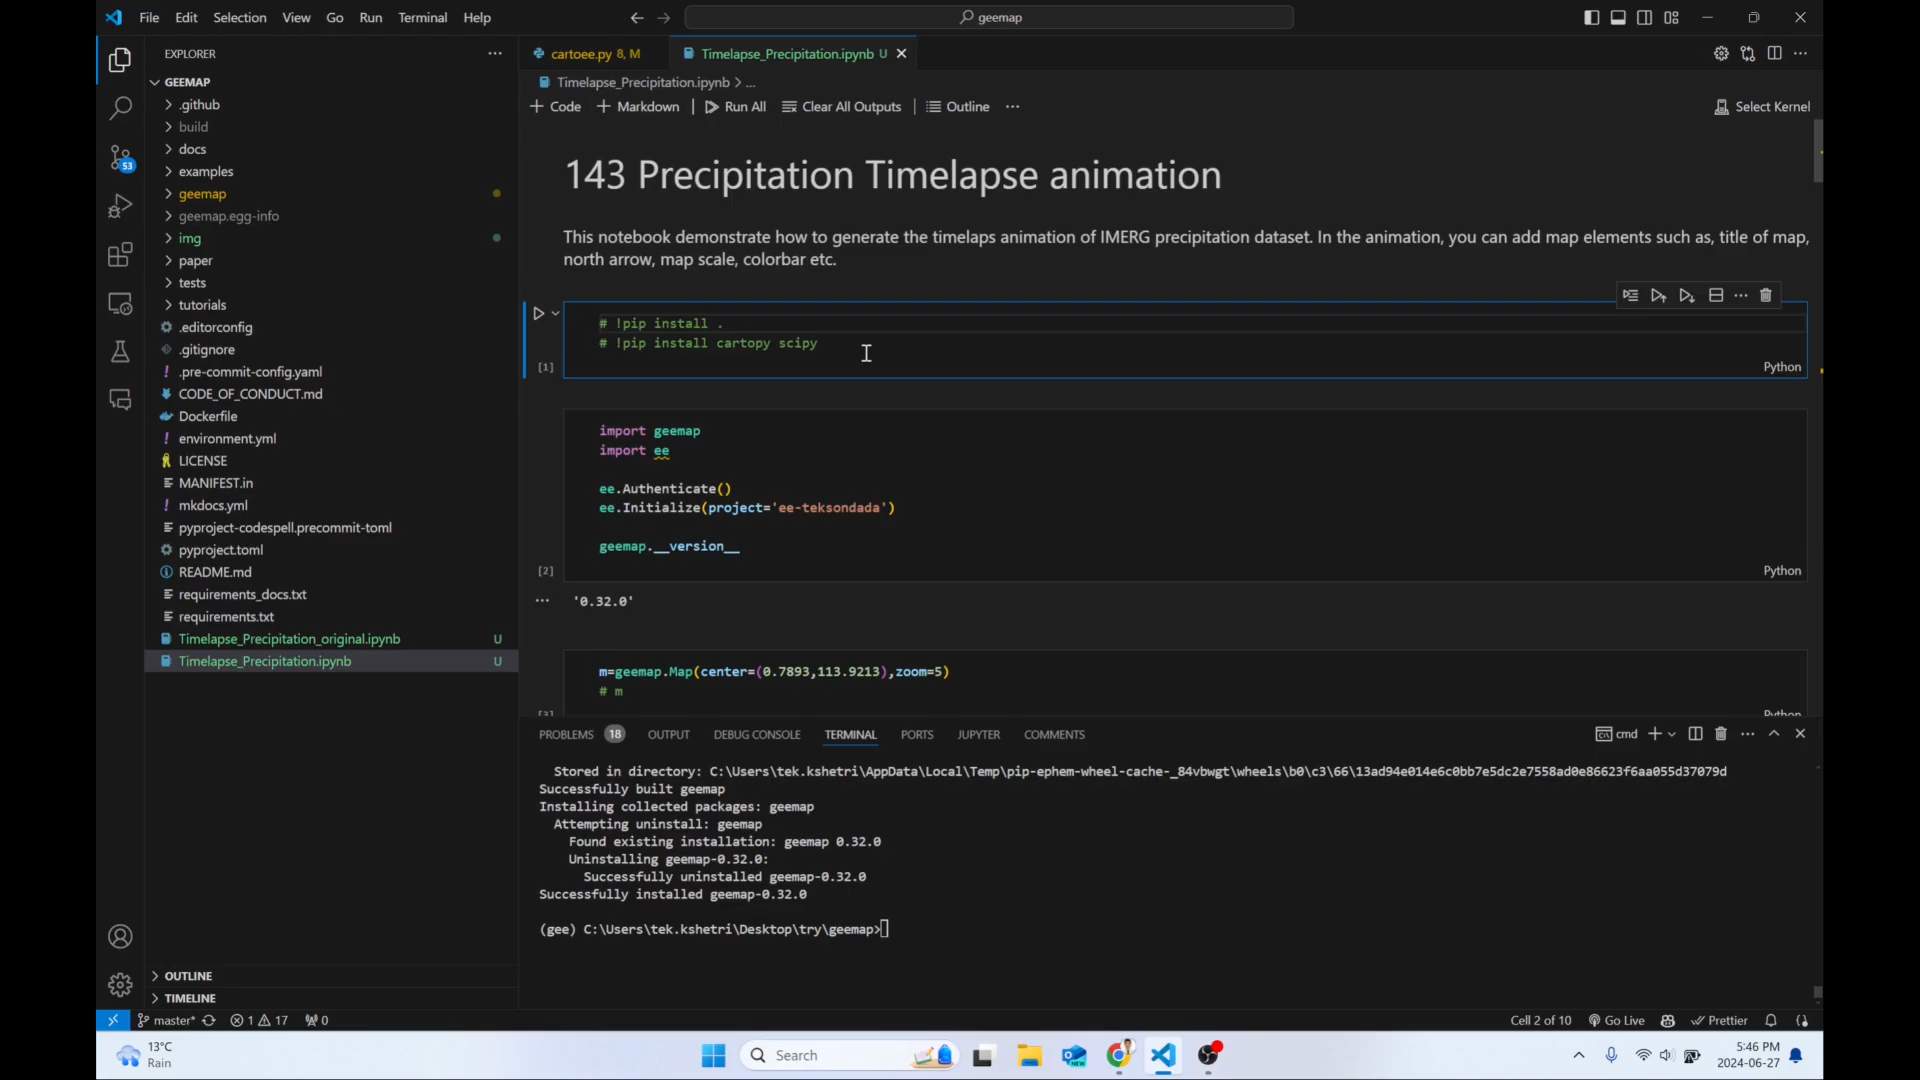 File Edit Selection View Go Run Terminal Help
geemap
EXPLORER
cartoee.py 8, M
Timelapse_Precipitation.ipynb U
GEEMAP
Timelapse_Precipitation.ipynb > ...
.github
+ Code + Markdown | Run All Clear All Outputs | Outline ...
Select Kernel
build
docs
examples
geemap
geemap.egg-info
img
paper
tests
tutorials
.editorconfig
.gitignore
.pre-commit-config.yaml
CODE_OF_CONDUCT.md
Dockerfile
environment.yml
LICENSE
MANIFEST.in
mkdocs.yml
pyproject-codespell.precommit-toml
pyproject.toml
README.md
requirements_docs.txt
requirements.txt
Timelapse_Precipitation_original.ipynb U
Timelapse_Precipitation.ipynb U
OUTLINE
TIMELINE
53
143 Precipitation Timelapse animation
This notebook demonstrate how to generate the timelaps animation of IMERG precipitation dataset. In the animation, you can add map elements such as, title of map,
north arrow, map scale, colorbar etc.
# !pip install .
# !pip install cartopy scipy
[1]
Python
import geemap
import ee
ee.Authenticate()
ee.Initialize(project='ee-teksondada')
geemap.__version__
[2]
Python
'0.32.0'
m=geemap.Map(center=(0.7893,113.9213),zoom=5)
# m
[3]
Python
PROBLEMS 18 OUTPUT DEBUG CONSOLE TERMINAL PORTS JUPYTER COMMENTS
cmd
Stored in directory: C:\Users\tek.kshetri\AppData\Local\Temp\pip-ephem-wheel-cache-_84vbwgt\wheels\b0\c3\66\13ad94e014e6c0bb7e5dc2e7558ad0e86623f6aa055d37079d
Successfully built geemap
Installing collected packages: geemap
Attempting uninstall: geemap
Found existing installation: geemap 0.32.0
Uninstalling geemap-0.32.0:
Successfully uninstalled geemap-0.32.0
Successfully installed geemap-0.32.0
(gee) C:\Users\tek.kshetri\Desktop\try\geemap>
master* 1 17 0
Cell 2 of 10 Go Live Prettier
13°C
Rain
Search
5:46 PM
2024-06-27